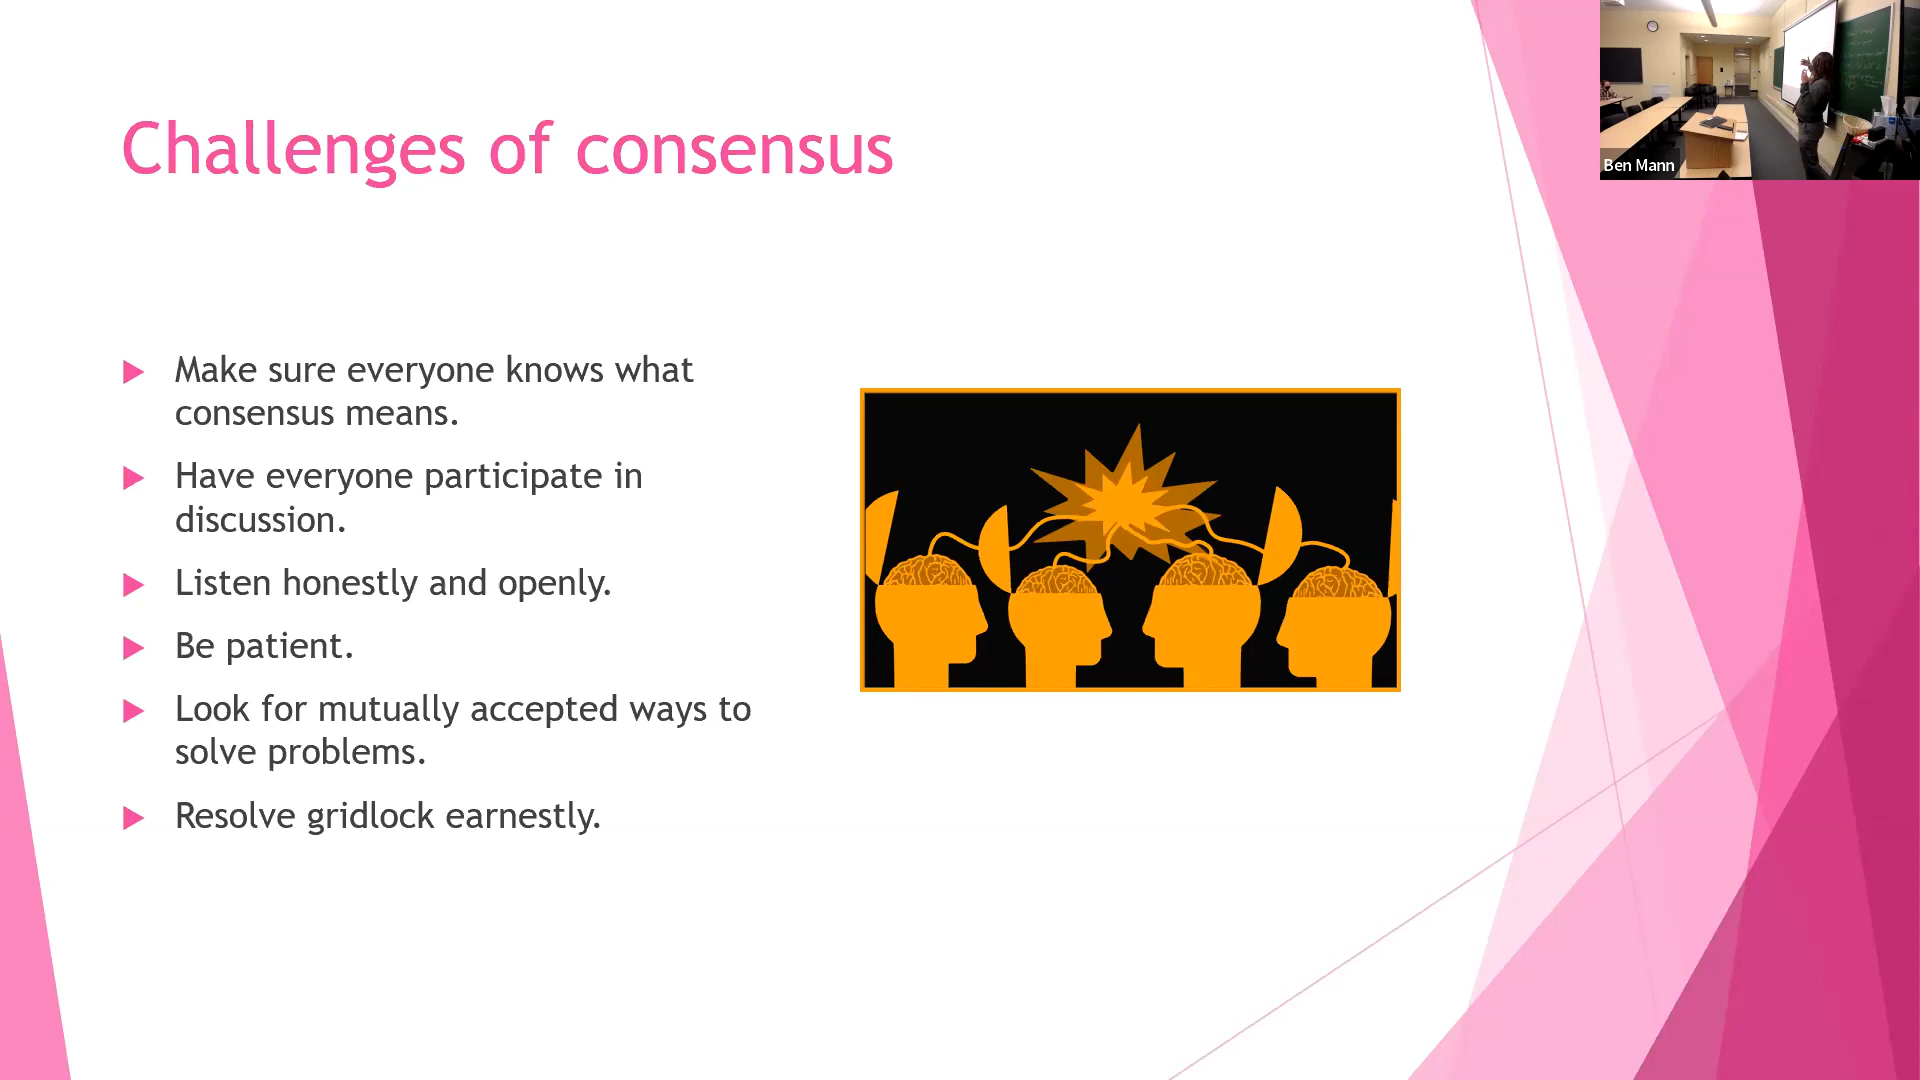 Challenges of consensus
Make sure everyone knows what
consensus means.
Have everyone participate in
discussion.
Listen honestly and openly.
Be patient.
Look for mutually accepted ways to
solve problems.
Resolve gridlock earnestly.
Ben Mann